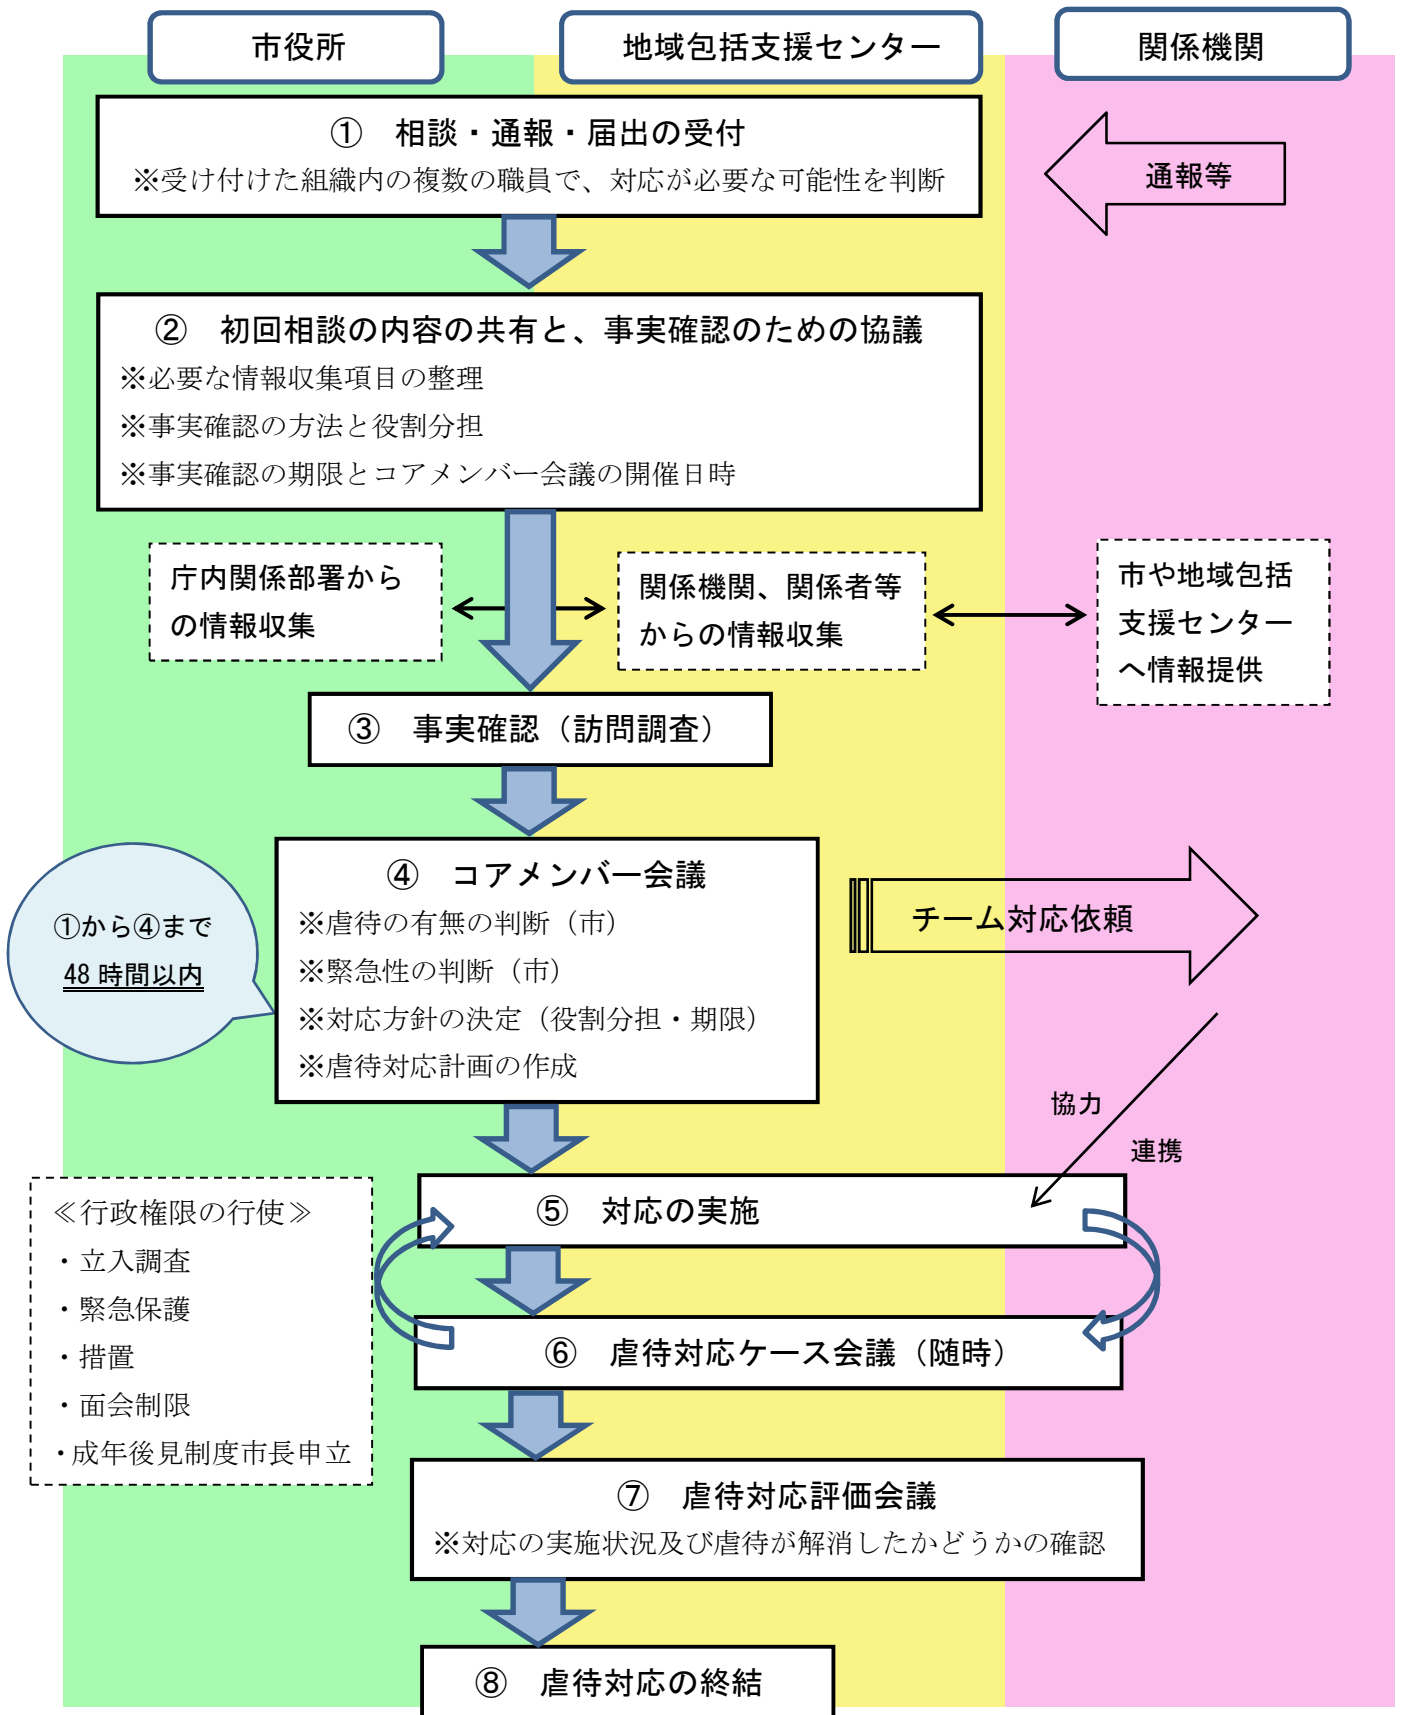 市役所
地域包括支援センター
関係機関
① 相談・通報・届出の受付
※受け付けた組織内の複数の職員で、対応が必要な可能性を判断
通報等
② 初回相談の内容の共有と、事実確認のための協議
※必要な情報収集項目の整理
※事実確認の方法と役割分担
※事実確認の期限とコアメンバー会議の開催日時
庁内関係部署から
の情報収集
関係機関、関係者等
からの情報収集
市や地域包括
支援センター
へ情報提供
③ 事実確認（訪問調査）
④ コアメンバー会議
※虐待の有無の判断（市）
※緊急性の判断（市）
※対応方針の決定（役割分担・期限）
※虐待対応計画の作成
①から④まで
48時間以内
チーム対応依頼
協力
連携
⑤ 対応の実施
≪行政権限の行使≫
・立入調査
・緊急保護
・措置
・面会制限
・成年後見制度市長申立
⑥ 虐待対応ケース会議（随時）
⑦ 虐待対応評価会議
※対応の実施状況及び虐待が解消したかどうかの確認
⑧ 虐待対応の終結